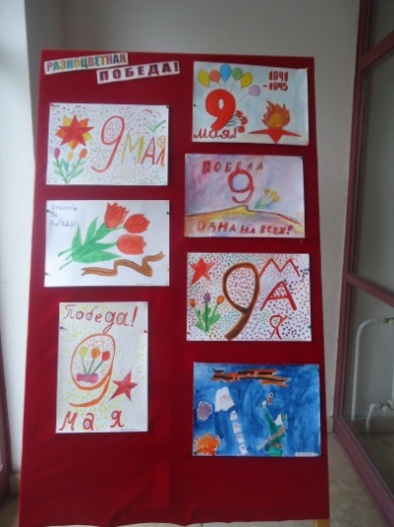 РАЗНОЦВЕТНАЯ
ПОБЕДА!
1941
-1945
9
мая!
9 МАЯ
ПОБЕДА
9
ОДНА НА ВСЕХ!
9 МАЯ
Победа!
9
мая